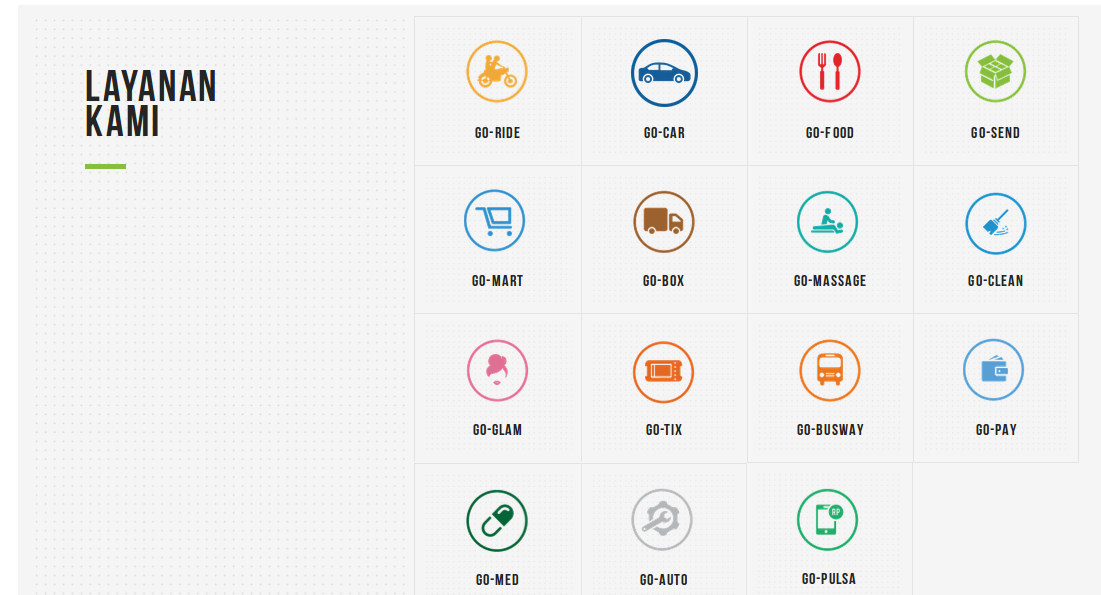 LAYANAN
KAMI
GO-RIDE
GO-CAR
GO-FOOD
GO-SEND
GO-MART
GO-BOX
GO-MASSAGE
GO-CLEAN
GO-GLAM
GO-TIX
GO-BUSWAY
GO-PAY
RP
GO-MED
GO-AUTO
GO-PULSA